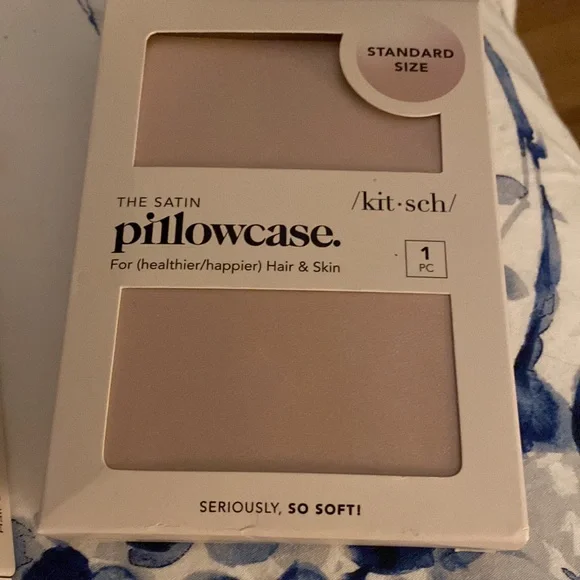 STANDARD
SIZE
THE SATIN
/kit·sch/
pillowcase.
For (healthier/happier) Hair & Skin
1
PC
SERIOUSLY, SO SOFT!